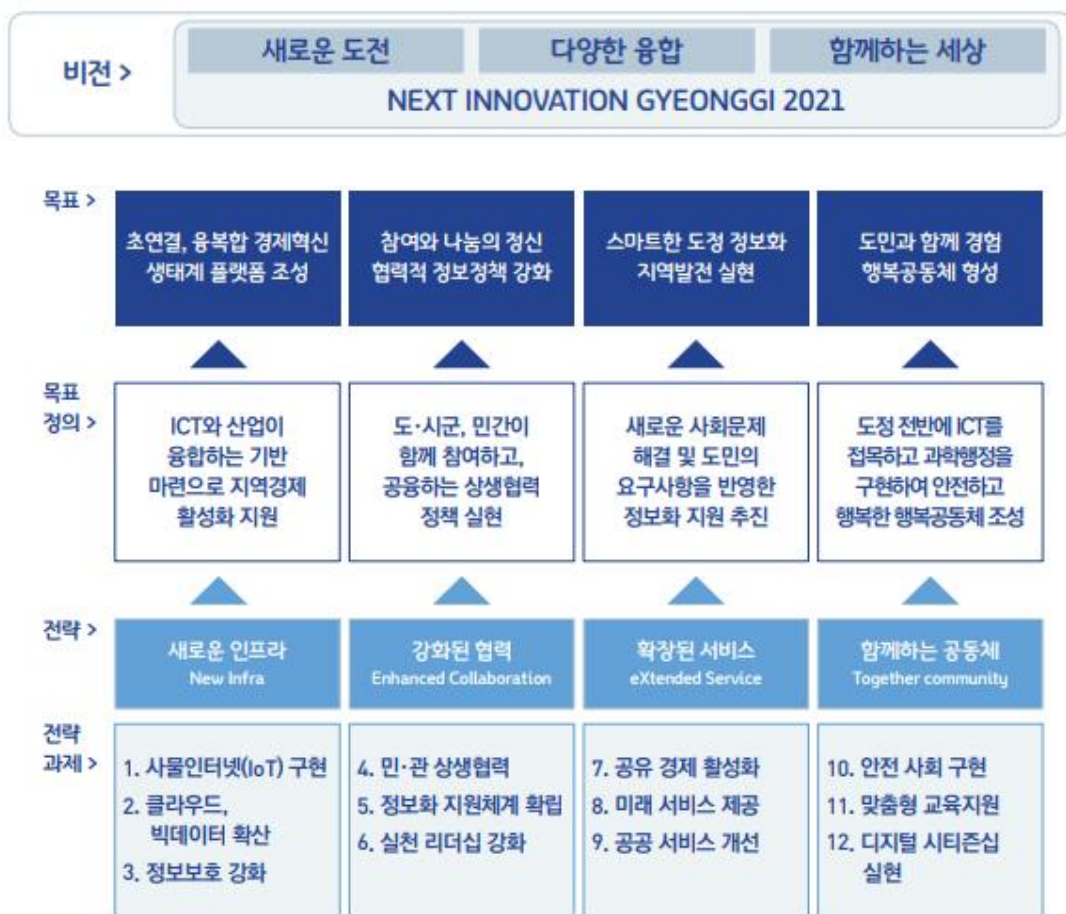 비전 >
새로운 도전
다양한 융합
함께하는 세상
NEXT INNOVATION GYEONGGI 2021
목표 >
초연결, 융복합 경제혁신
생태계 플랫폼 조성
참여와 나눔의 정신
협력적 정보정책 강화
스마트한 도정 정보화
지역발전 실현
도민과 함께 경험
행복공동체 형성
목표
정의 >
ICT와 산업이
융합하는 기반
마련으로 지역경제
활성화 지원
도·시군, 민간이
함께 참여하고,
공융하는 상생협력
정책 실현
새로운 사회문제
해결 및 도민의
요구사항을 반영한
정보화 지원 추진
도정 전반에 ICT를
접목하고 과학행정을
구현하여 안전하고
행복한 행복공동체 조성
전략 >
새로운 인프라
New Infra
강화된 협력
Enhanced Collaboration
확장된 서비스
eXtended Service
함께하는 공동체
Together community
전략
과제 >
1. 사물인터넷(IoT) 구현
2. 클라우드,
빅데이터 확산
3. 정보보호 강화
4. 민·관 상생협력
5. 정보화 지원체계 확립
6. 실천 리더십 강화
7. 공유 경제 활성화
8. 미래 서비스 제공
9. 공공 서비스 개선
10. 안전 사회 구현
11. 맞춤형 교육지원
12. 디지털 시티즌십
실현